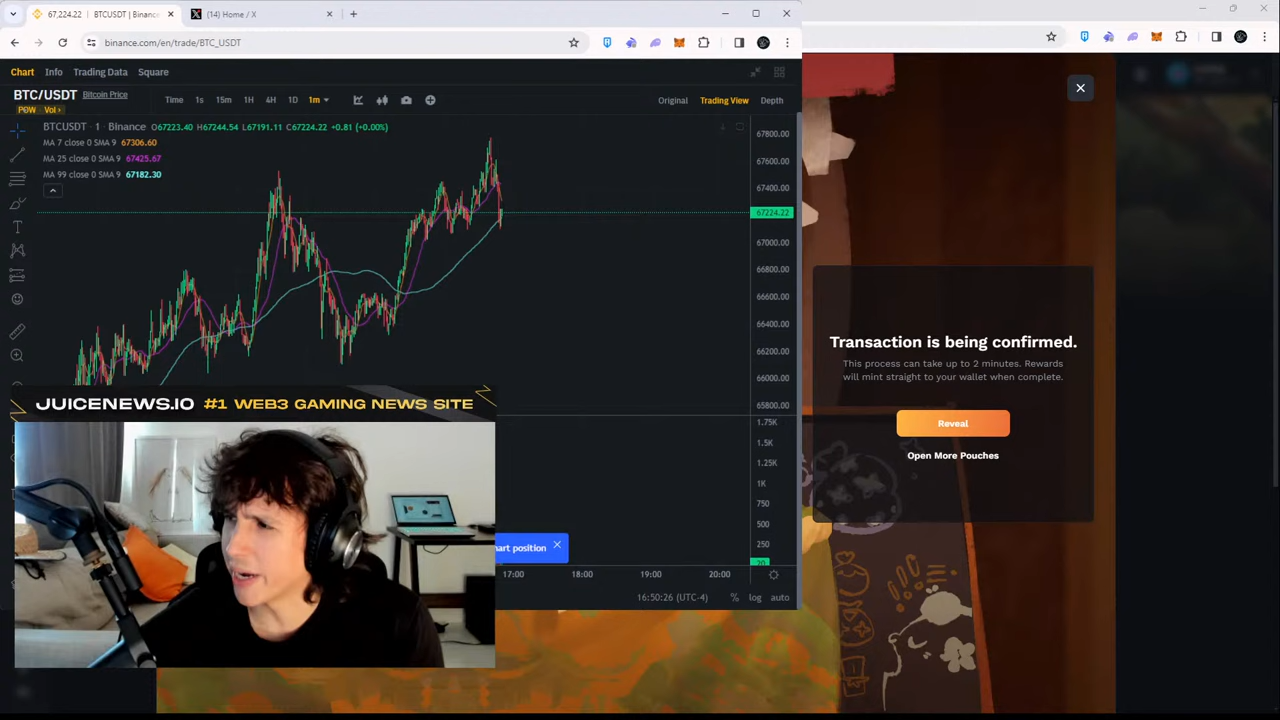 67,224.22 | BTCUSDT | Binanc
(14) Home / X
binance.com/en/trade/BTC_USDT
Chart Info Trading Data Square
BTC/USDT Bitcoin Price
POW Vol
Time 1s 15m 1H 4H 1D 1m
Original Trading View Depth
BTCUSDT · 1 · Binance O67223.40 H67244.54 L67191.11 C67224.22 +0.81 (+0.00%)
MA 7 close 0 SMA 9 67306.60
MA 25 close 0 SMA 9 67425.67
MA 99 close 0 SMA 9 67182.30
67800.00
67600.00
67400.00
67224.22
67000.00
66800.00
66600.00
66400.00
66200.00
66000.00
65800.00
1.75K
1.5K
1.25K
1K
750
500
250
JUICENEWS.IO #1 WEB3 GAMING NEWS SITE
art position
17:00 18:00 19:00 20:00
16:50:26 (UTC-4) % log auto
Transaction is being confirmed.
This process can take up to 2 minutes. Rewards
will mint straight to your wallet when complete.
Reveal
Open More Pouches